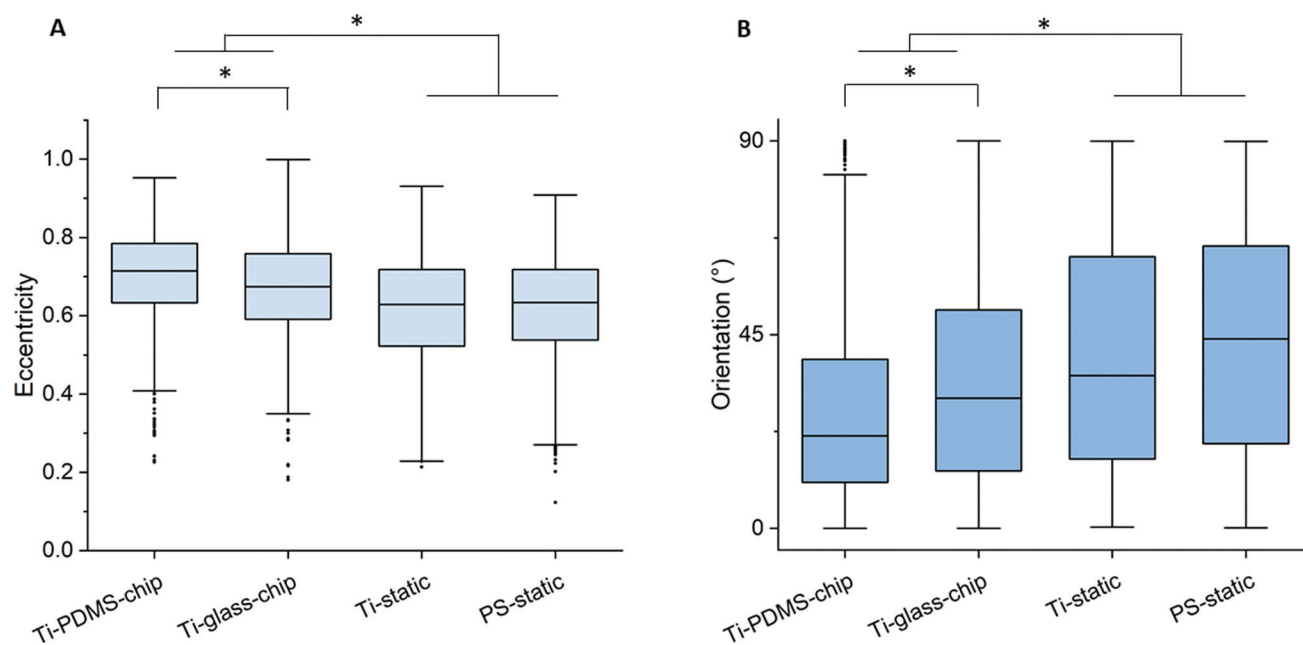 A
*
*
Eccentricity
1.0
0.8
0.6
0.4
0.2
0.0
Ti-PDMS-chip
Ti-glass-chip
Ti-static
PS-static
B
*
*
Orientation (°)
90
45
0
Ti-PDMS-chip
Ti-glass-chip
Ti-static
PS-static